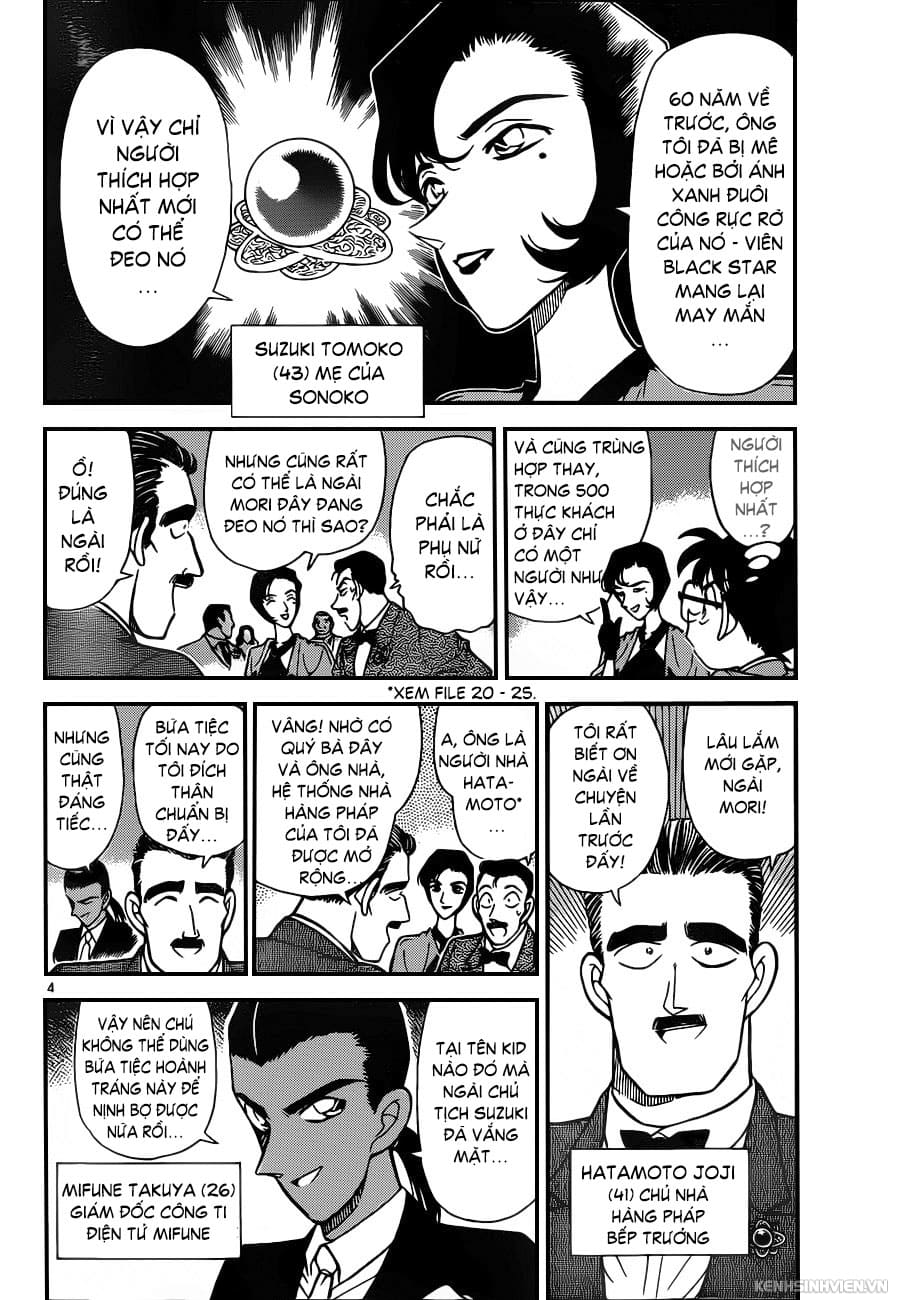 60 NĂM VỀ
TRƯỚC, ÔNG
TÔI ĐÃ BỊ MÊ
HOẶC BỞI ÁNH
XANH ĐUÔI
CÔNG RỰC RỠ
CỦA NÓ - VIÊN
BLACK STAR
MANG LẠI
MAY MẮN
...
VÌ VẬY CHỈ
NGƯỜI
THÍCH HỢP
NHẤT MỚI
CÓ THỂ
ĐEO NÓ
...
SUZUKI TOMOKO
(43) MẸ CỦA
SONOKO
NGƯỜI
THÍCH
HỢP
NHẤT
...?
VÀ CŨNG TRÙNG
HỢP THAY,
TRONG 500
THỰC KHÁCH
Ở ĐÂY CHỈ
CÓ MỘT
NGƯỜI NHƯ
VẬY...
CHẮC
PHẢI LÀ
PHỤ NỮ
RỒI...
NHƯNG CŨNG RẤT
CÓ THỂ LÀ NGÀI
MORI ĐÂY ĐANG
ĐEO NÓ THÌ SAO?
Ồ!
ĐÚNG
LÀ
NGÀI
RỒI!
*XEM FILE 20 - 25.
LÂU LẮM
MỚI GẶP,
NGÀI
MORI!
TÔI RẤT
BIẾT ƠN
NGÀI VỀ
CHUYỆN
LẦN
TRƯỚC
ĐẤY!
HATAMOTO JOJI
(41) CHỦ NHÀ
HÀNG PHÁP
BẾP TRƯỞNG
A, ÔNG LÀ
NGƯỜI NHÀ
HATA-
MOTO*
...
VÂNG! NHỜ CÓ
QUÝ BÀ ĐÂY
VÀ ÔNG NHÀ,
HỆ THỐNG NHÀ
HÀNG PHÁP
CỦA TÔI ĐÃ
ĐƯỢC MỞ
RỘNG...
BỮA TIỆC
TỐI NAY DO
TÔI ĐÍCH
THÂN
CHUẨN BỊ
ĐẤY...
NHƯNG
CŨNG
THẬT
ĐÁNG
TIẾC...
4
TẠI TÊN KID
NÀO ĐÓ MÀ
NGÀI CHỦ
TỊCH SUZUKI
ĐÃ VẮNG
MẶT...
VẬY NÊN CHÚ
KHÔNG THỂ DÙNG
BỮA TIỆC HOÀNH
TRÁNG NÀY ĐỂ
NỊNH BỢ ĐƯỢC
NỮA RỒI...
MIFUNE TAKUYA (26)
GIÁM ĐỐC CÔNG TI
ĐIỆN TỬ MIFUNE
KENHSINHVIEN.VN